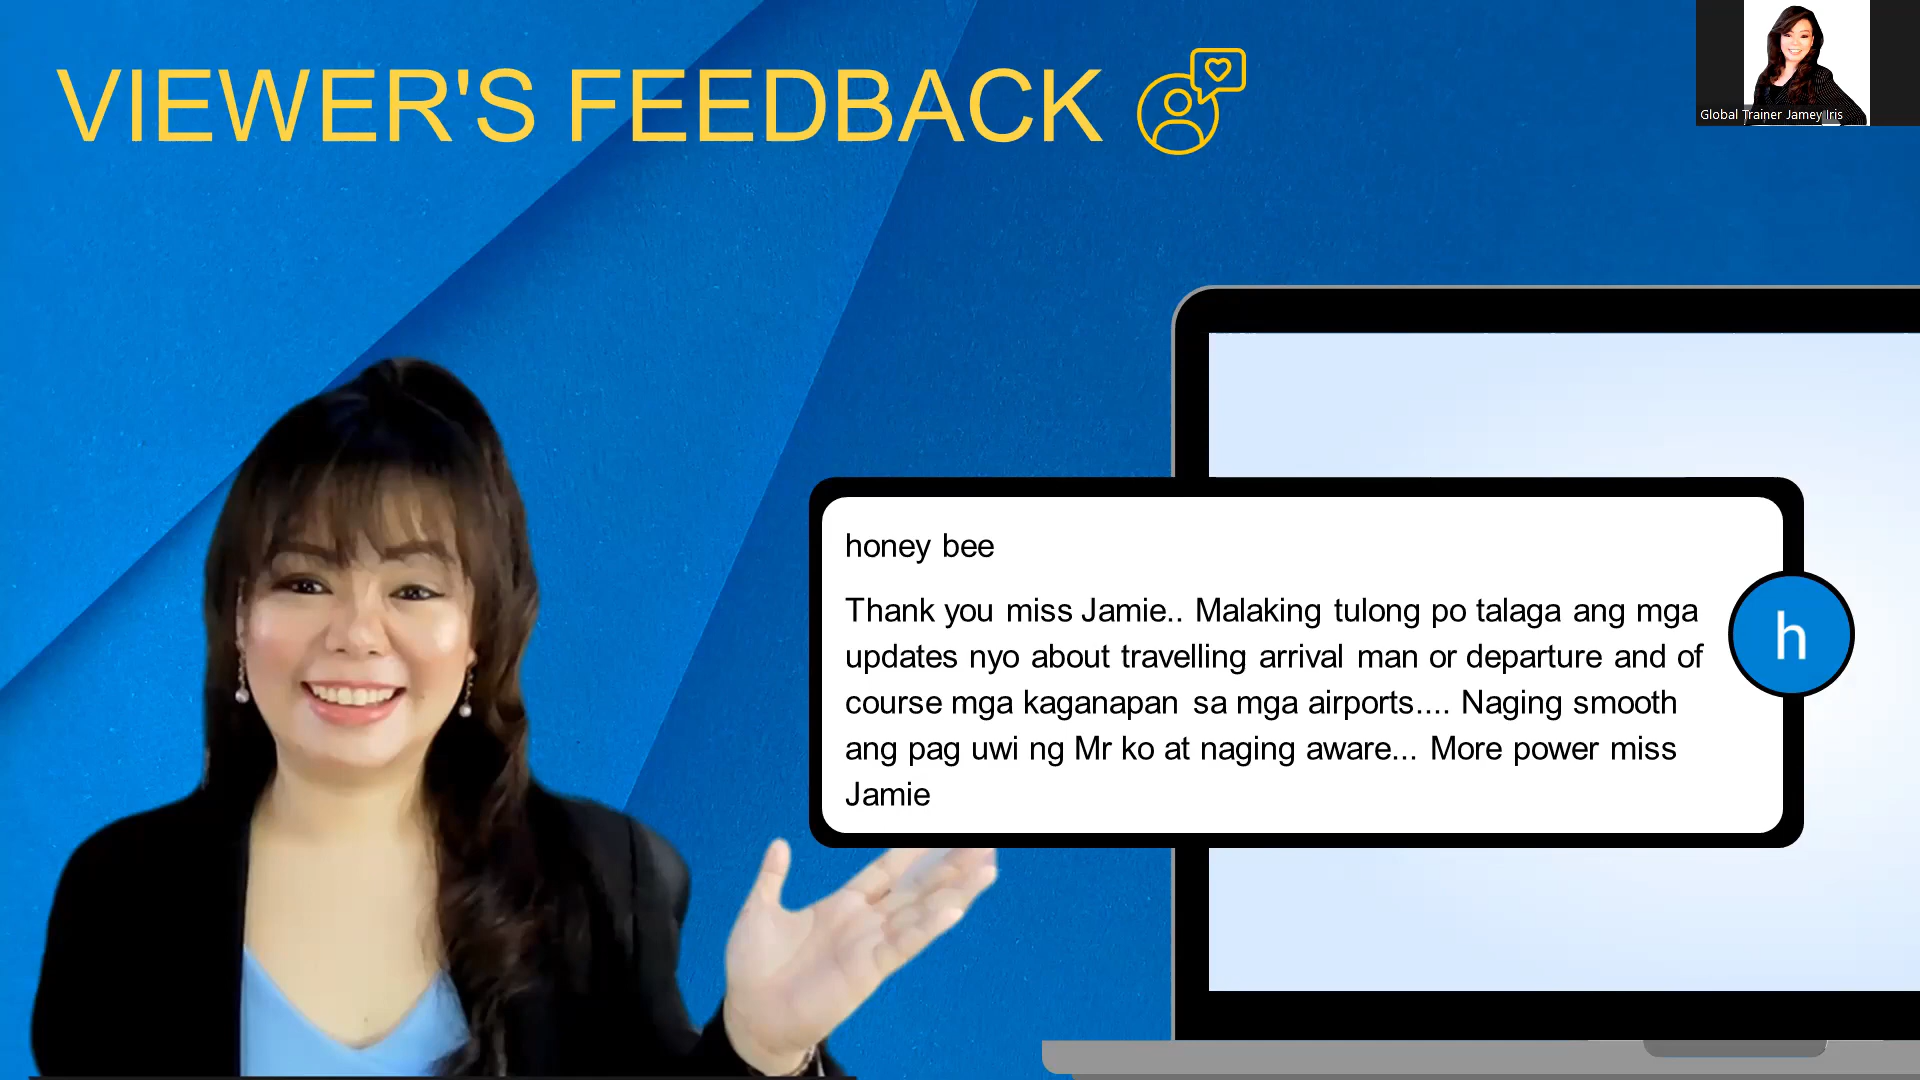 VIEWER'S FEEDBACK
Global Trainer Jamey Iris
honey bee
Thank you miss Jamie.. Malaking tulong po talaga ang mga
updates nyo about travelling arrival man or departure and of
course mga kaganapan sa mga airports.... Naging smooth
ang pag uwi ng Mr ko at naging aware... More power miss
Jamie
h